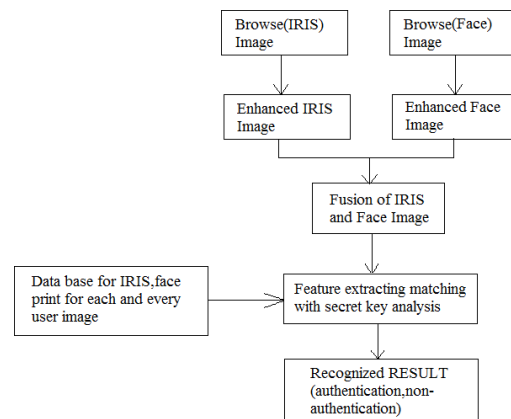 Browse(IRIS)
Image
Browse(Face)
Image
Enhanced IRIS
Image
Enhanced Face
Image
Fusion of IRIS
and Face Image
Data base for IRIS,face
print for each and every
user image
Feature extracting matching
with secret key analysis
Recognized RESULT
(authentication,non-
authentication)